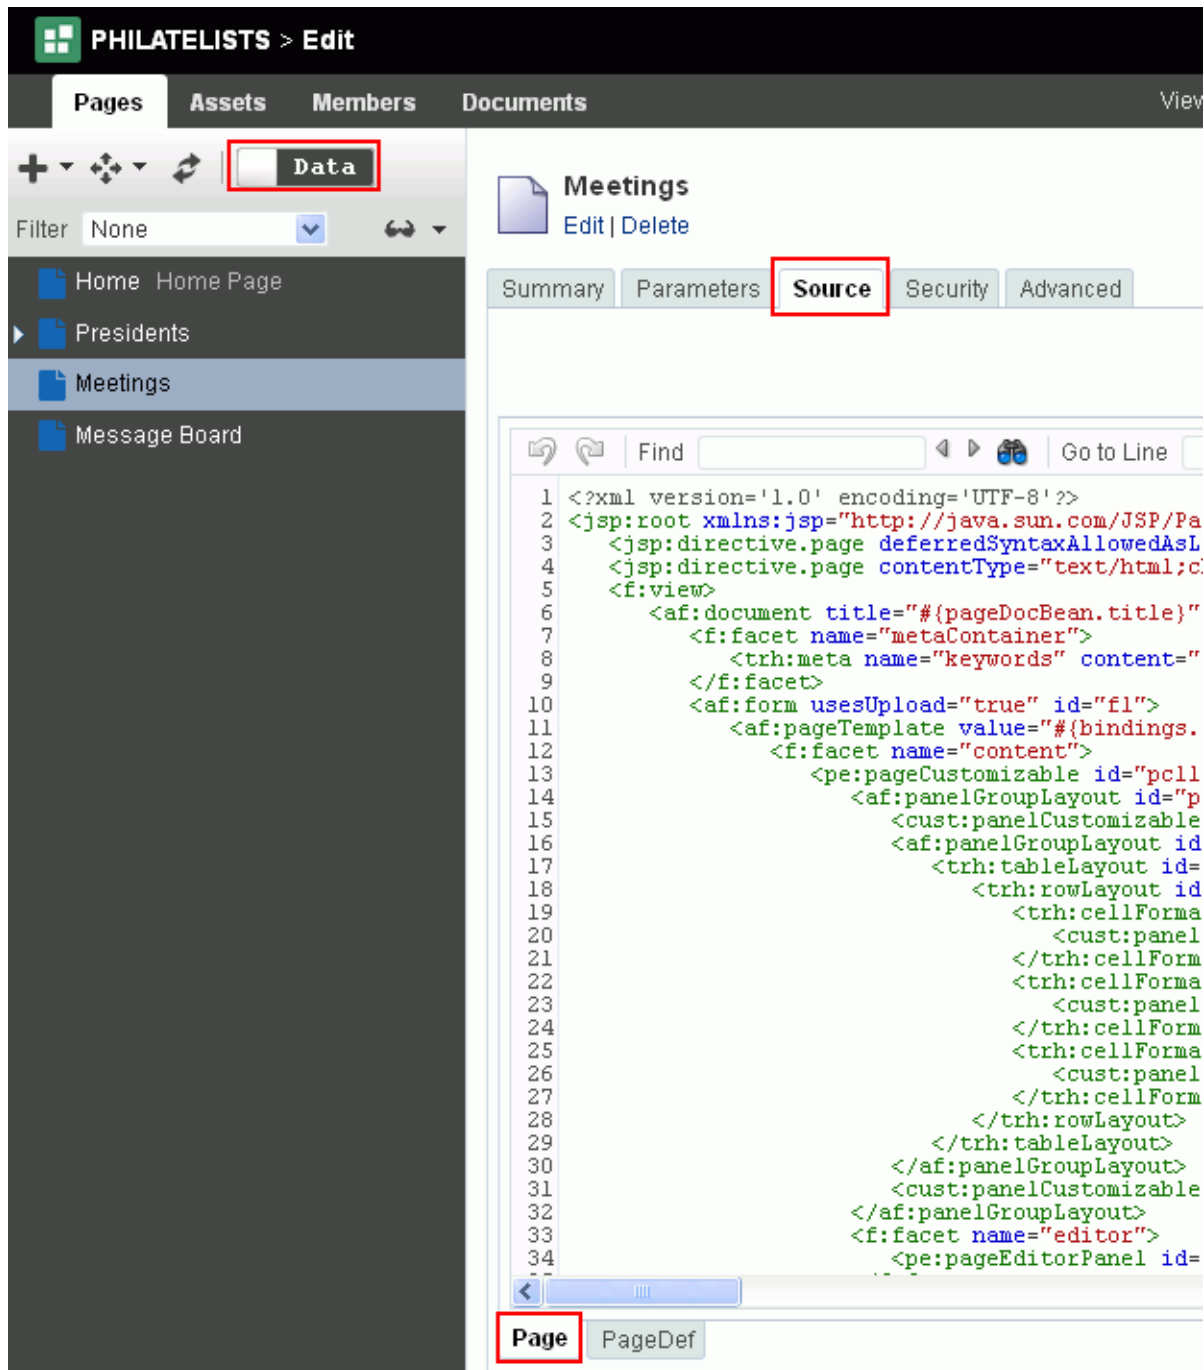 PHILATELISTS > Edit
Pages Assets Members Documents View
Data
Filter None
Home Home Page
Presidents
Meetings
Message Board
Meetings
Edit | Delete
Summary Parameters Source Security Advanced
Find Go to Line
1 <?xml version='1.0' encoding='UTF-8'?>
2 <jsp:root xmlns:jsp="http://java.sun.com/JSP/Pa
3 <jsp:directive.page deferredSyntaxAllowedAsL
4 <jsp:directive.page contentType="text/html;c
5 <f:view>
6 <af:document title="#{pageDocBean.title}"
7 <f:facet name="metaContainer">
8 <trh:meta name="keywords" content="
9 </f:facet>
10 <af:form usesUpload="true" id="f1">
11 <af:pageTemplate value="#{bindings.
12 <f:facet name="content">
13 <pe:pageCustomizable id="pcl1
14 <af:panelGroupLayout id="p
15 <cust:panelCustomizable
16 <af:panelGroupLayout id
17 <trh:tableLayout id=
18 <trh:rowLayout id
19 <trh:cellForma
20 <cust:panel
21 </trh:cellForm
22 <trh:cellForma
23 <cust:panel
24 </trh:cellForm
25 <trh:cellForma
26 <cust:panel
27 </trh:cellForm
28 </trh:rowLayout>
29 </trh:tableLayout>
30 </af:panelGroupLayout>
31 <cust:panelCustomizable
32 </af:panelGroupLayout>
33 <f:facet name="editor">
34 <pe:pageEditorPanel id=
Page PageDef